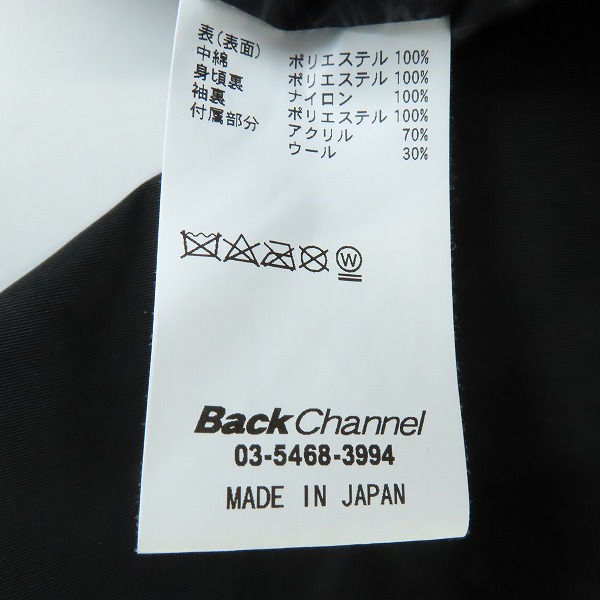 表(表面) ポリエステル 100%
中綿 ポリエステル 100%
身頃裏 ナイロン 100%
袖裏 ポリエステル 100%
付属部分 アクリル 70%
ウール 30%
W
Back Channel
03-5468-3994
MADE IN JAPAN